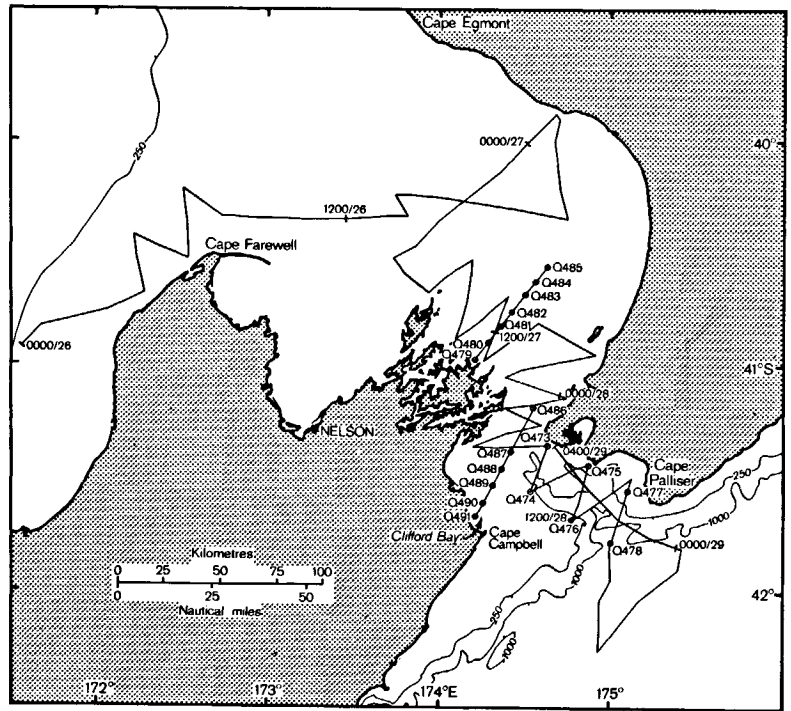 Cape Egmont
250
0000/27
40°
1200/26
Cape Farewell
Q485
Q484
Q483
Q482
Q481
1200/27
Q480
Q479
0000/26
41°S
0000/28
Q486
NELSON
Q473
0400/29
Q487
Q475
Cape
Palliser
250
Q488
Q489
Q474
Q477
1000
Q490
1200/28
Q476
Q491
Clifford Bay
Cape
Campbell
Q478
0000/29
Kilometres
0 25 50 75 100
0 25 50
Nautical miles
1000
42°
250
1000
172°
173°
174°E
175°